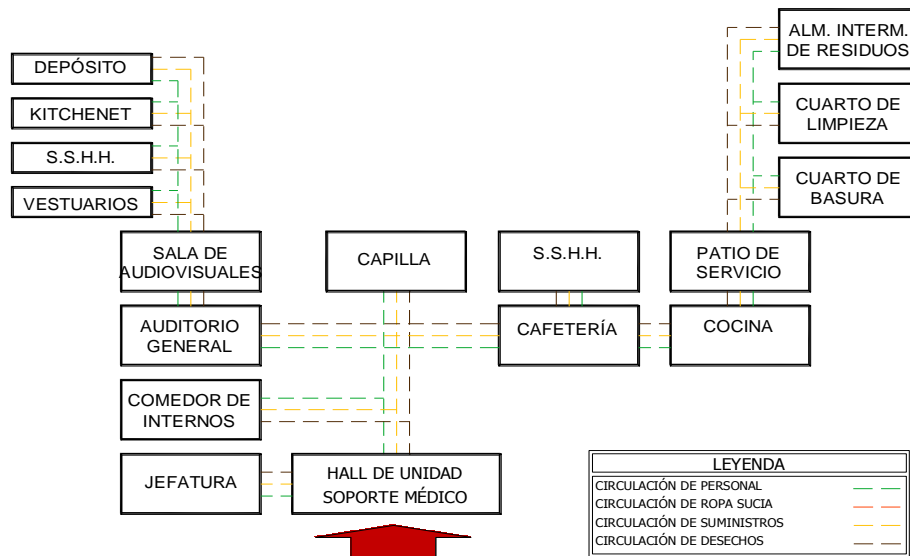 DEPÓSITO
KITCHENET
S.S.H.H.
VESTUARIOS
SALA DE
AUDIOVISUALES
AUDITORIO
GENERAL
COMEDOR DE
INTERNOS
JEFATURA
CAPILLA
HALL DE UNIDAD
SOPORTE MÉDICO
S.S.H.H.
CAFETERÍA
PATIO DE
SERVICIO
COCINA
ALM. INTERM.
DE RESIDUOS
CUARTO DE
LIMPIEZA
CUARTO DE
BASURA
LEYENDA
CIRCULACIÓN DE PERSONAL
CIRCULACIÓN DE ROPA SUCIA
CIRCULACIÓN DE SUMINISTROS
CIRCULACIÓN DE DESECHOS